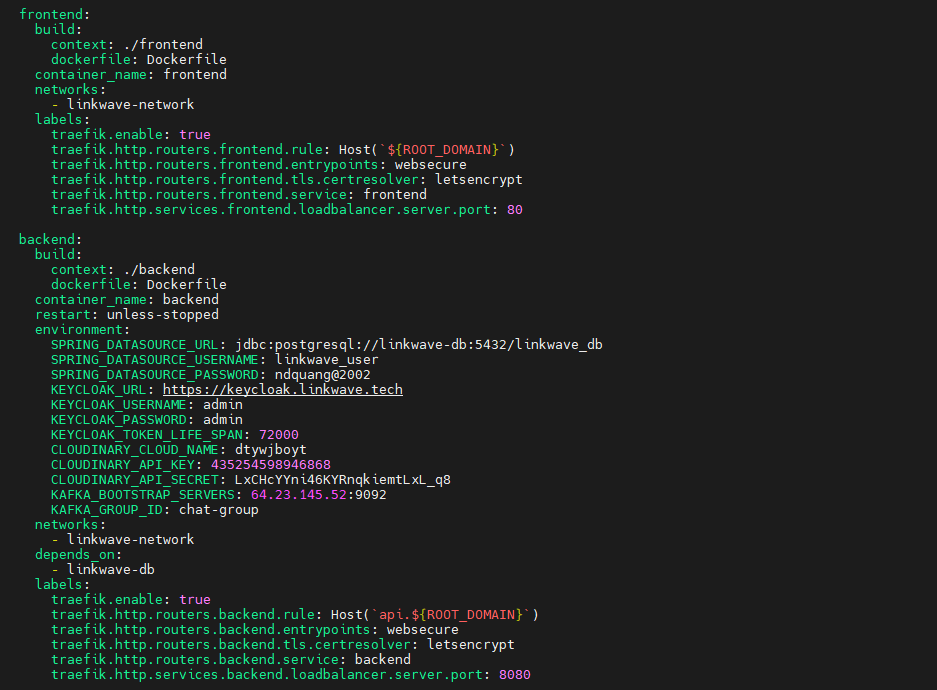 frontend:
build:
context: ./frontend
dockerfile: Dockerfile
container_name: frontend
networks:
- linkwave-network
labels:
traefik.enable: true
traefik.http.routers.frontend.rule: Host(`${ROOT_DOMAIN}`)
traefik.http.routers.frontend.entrypoints: websecure
traefik.http.routers.frontend.tls.certresolver: letsencrypt
traefik.http.routers.frontend.service: frontend
traefik.http.services.frontend.loadbalancer.server.port: 80
backend:
build:
context: ./backend
dockerfile: Dockerfile
container_name: backend
restart: unless-stopped
environment:
SPRING_DATASOURCE_URL: jdbc:postgresql://linkwave-db:5432/linkwave_db
SPRING_DATASOURCE_USERNAME: linkwave_user
SPRING_DATASOURCE_PASSWORD: ndquang@2002
KEYCLOAK_URL: https://keycloak.linkwave.tech
KEYCLOAK_USERNAME: admin
KEYCLOAK_PASSWORD: admin
KEYCLOAK_TOKEN_LIFE_SPAN: 72000
CLOUDINARY_CLOUD_NAME: dtywjboyt
CLOUDINARY_API_KEY: 435254598946868
CLOUDINARY_API_SECRET: LxCHcYYni46KYRnqkiemtLxL_q8
KAFKA_BOOTSTRAP_SERVERS: 64.23.145.52:9092
KAFKA_GROUP_ID: chat-group
networks:
- linkwave-network
depends_on:
- linkwave-db
labels:
traefik.enable: true
traefik.http.routers.backend.rule: Host(`api.${ROOT_DOMAIN}`)
traefik.http.routers.backend.entrypoints: websecure
traefik.http.routers.backend.tls.certresolver: letsencrypt
traefik.http.routers.backend.service: backend
traefik.http.services.backend.loadbalancer.server.port: 8080